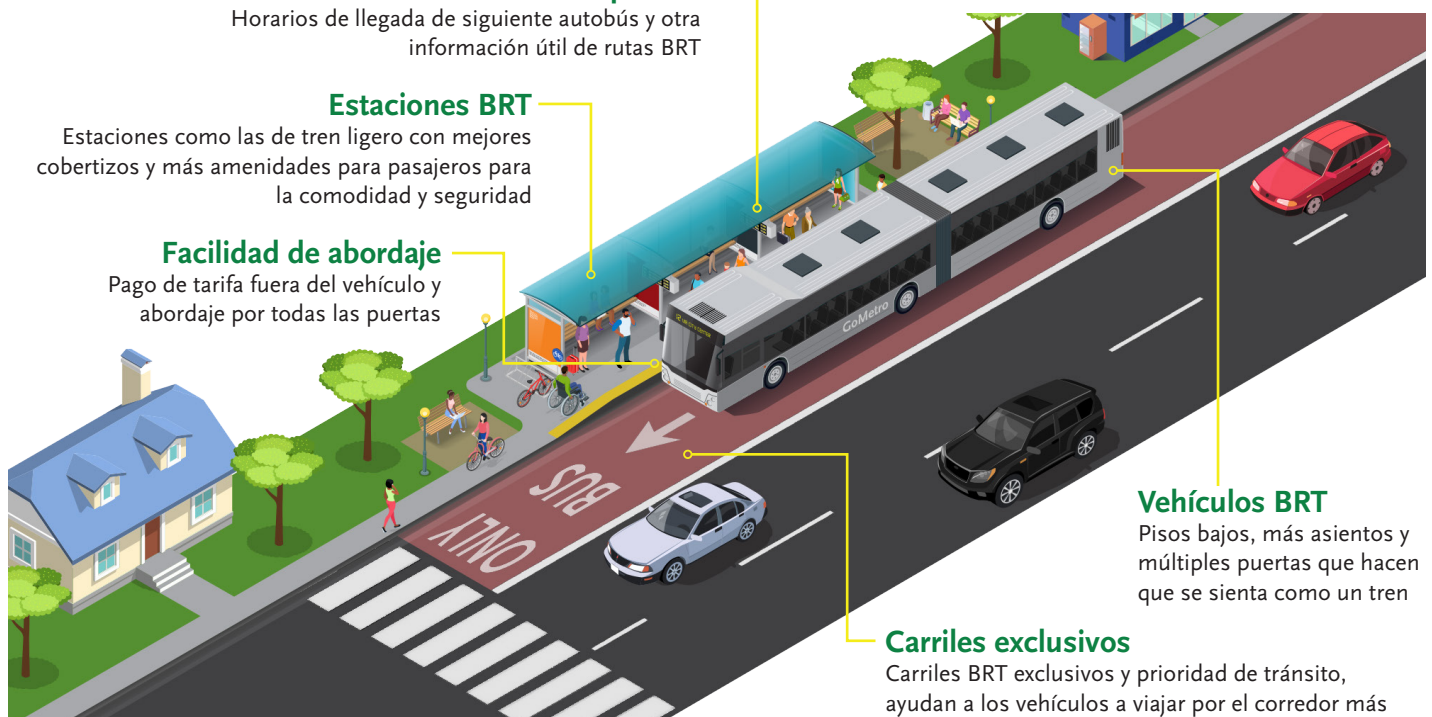 Horarios de llegada de siguiente autobús y otra
información útil de rutas BRT
Estaciones BRT
Estaciones como las de tren ligero con mejores
cobertizos y más amenidades para pasajeros para
la comodidad y seguridad
Facilidad de abordaje
Pago de tarifa fuera del vehículo y
abordaje por todas las puertas
GoMetro
BUS
ONLY
Vehículos BRT
Pisos bajos, más asientos y
múltiples puertas que hacen
que se sienta como un tren
Carriles exclusivos
Carriles BRT exclusivos y prioridad de tránsito,
ayudan a los vehículos a viajar por el corredor más